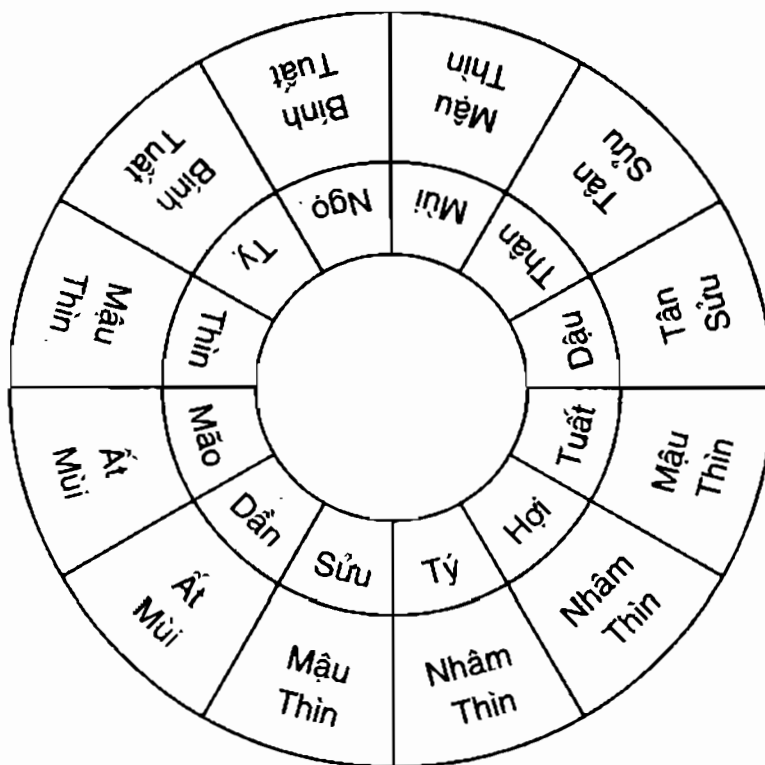 Bính
Tuất
Mậu
Thìn
Tân
Sửu
Tân
Sửu
Mậu
Thìn
Nhâm
Thìn
Nhâm
Thìn
Mậu
Thìn
Ất
Mùi
Ất
Mùi
Mậu
Thìn
Bính
Tuất
Ngọ
Mùi
Thân
Dậu
Tuất
Hợi
Tý
Sửu
Dần
Mão
Thìn
Tỵ